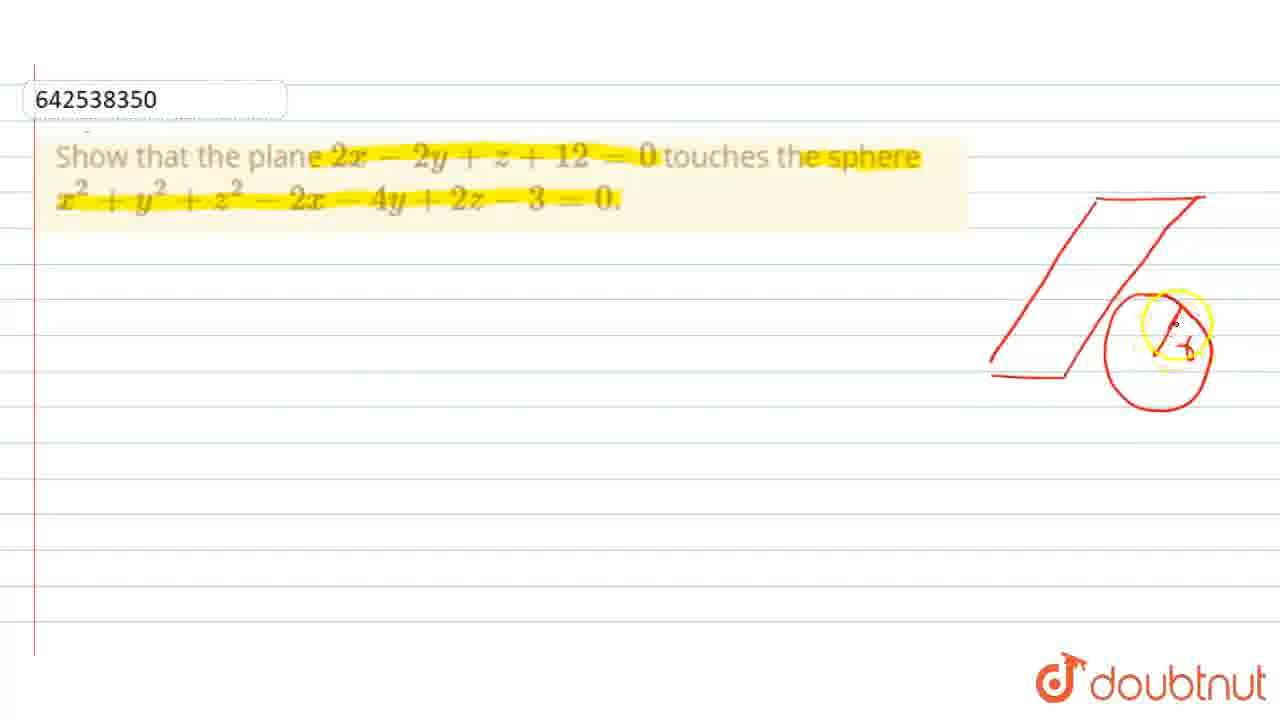 642538350
Show that the plane 2x − 2y + z + 12 = 0 touches the sphere
x² + y² + z² − 2x − 4y + 2z − 3 = 0.
doubtnut